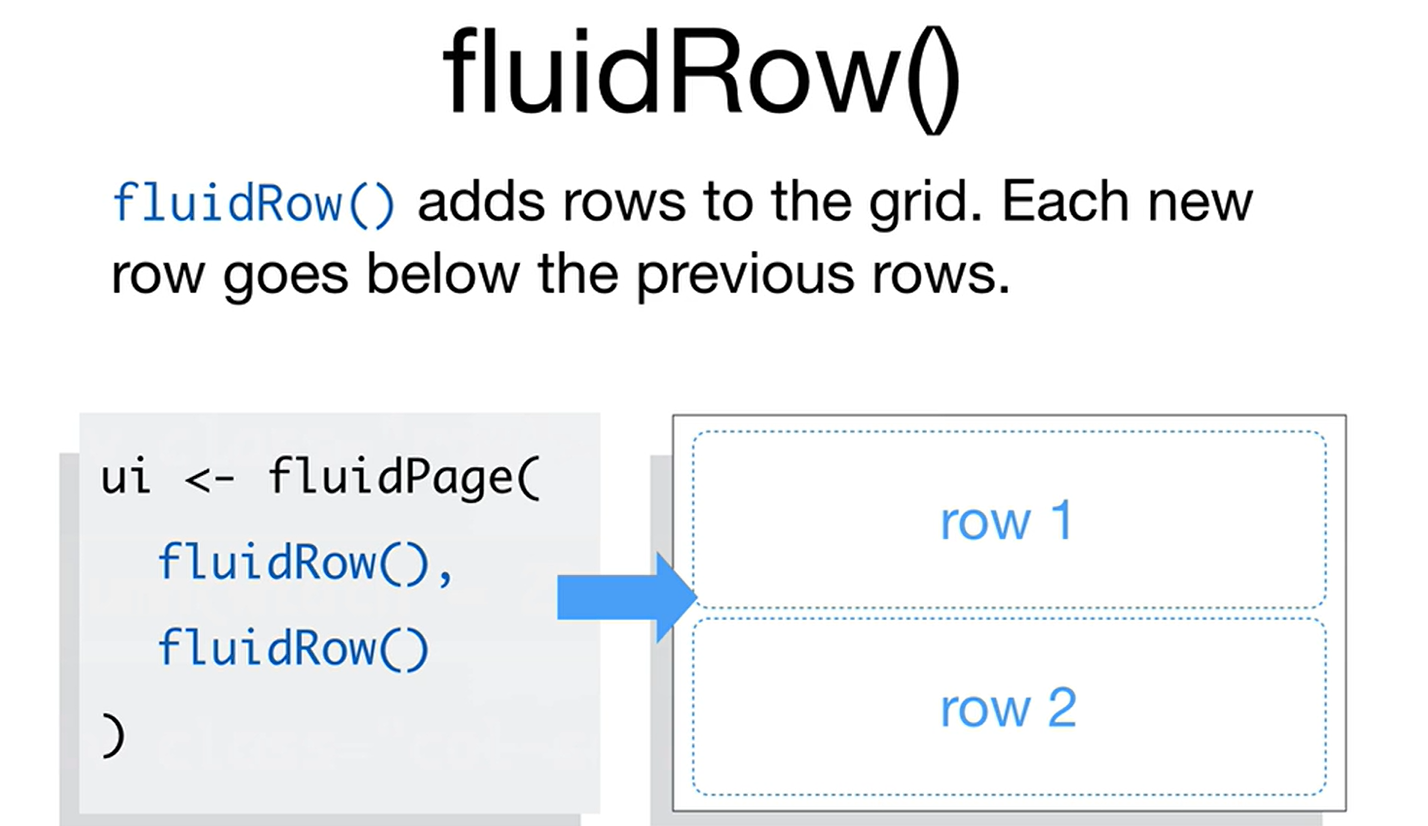 fluidRow()
fluidRow() adds rows to the grid. Each new
row goes below the previous rows.
ui <- fluidPage(
  fluidRow(),
  fluidRow()
)
row 1
row 2